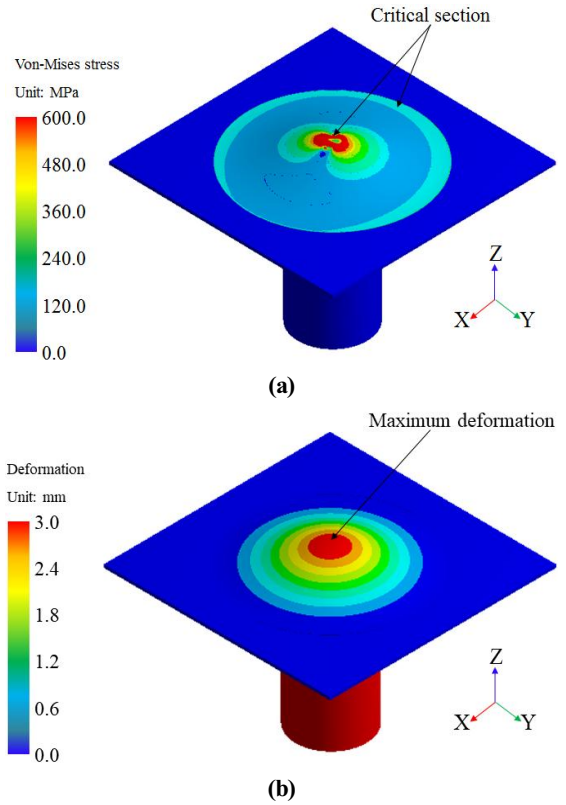 Critical section
Von-Mises stress
Unit: MPa
600.0
480.0
360.0
240.0
120.0
0.0
Z
X
Y
(a)
Maximum deformation
Deformation
Unit: mm
3.0
2.4
1.8
1.2
0.6
0.0
Z
X
Y
(b)